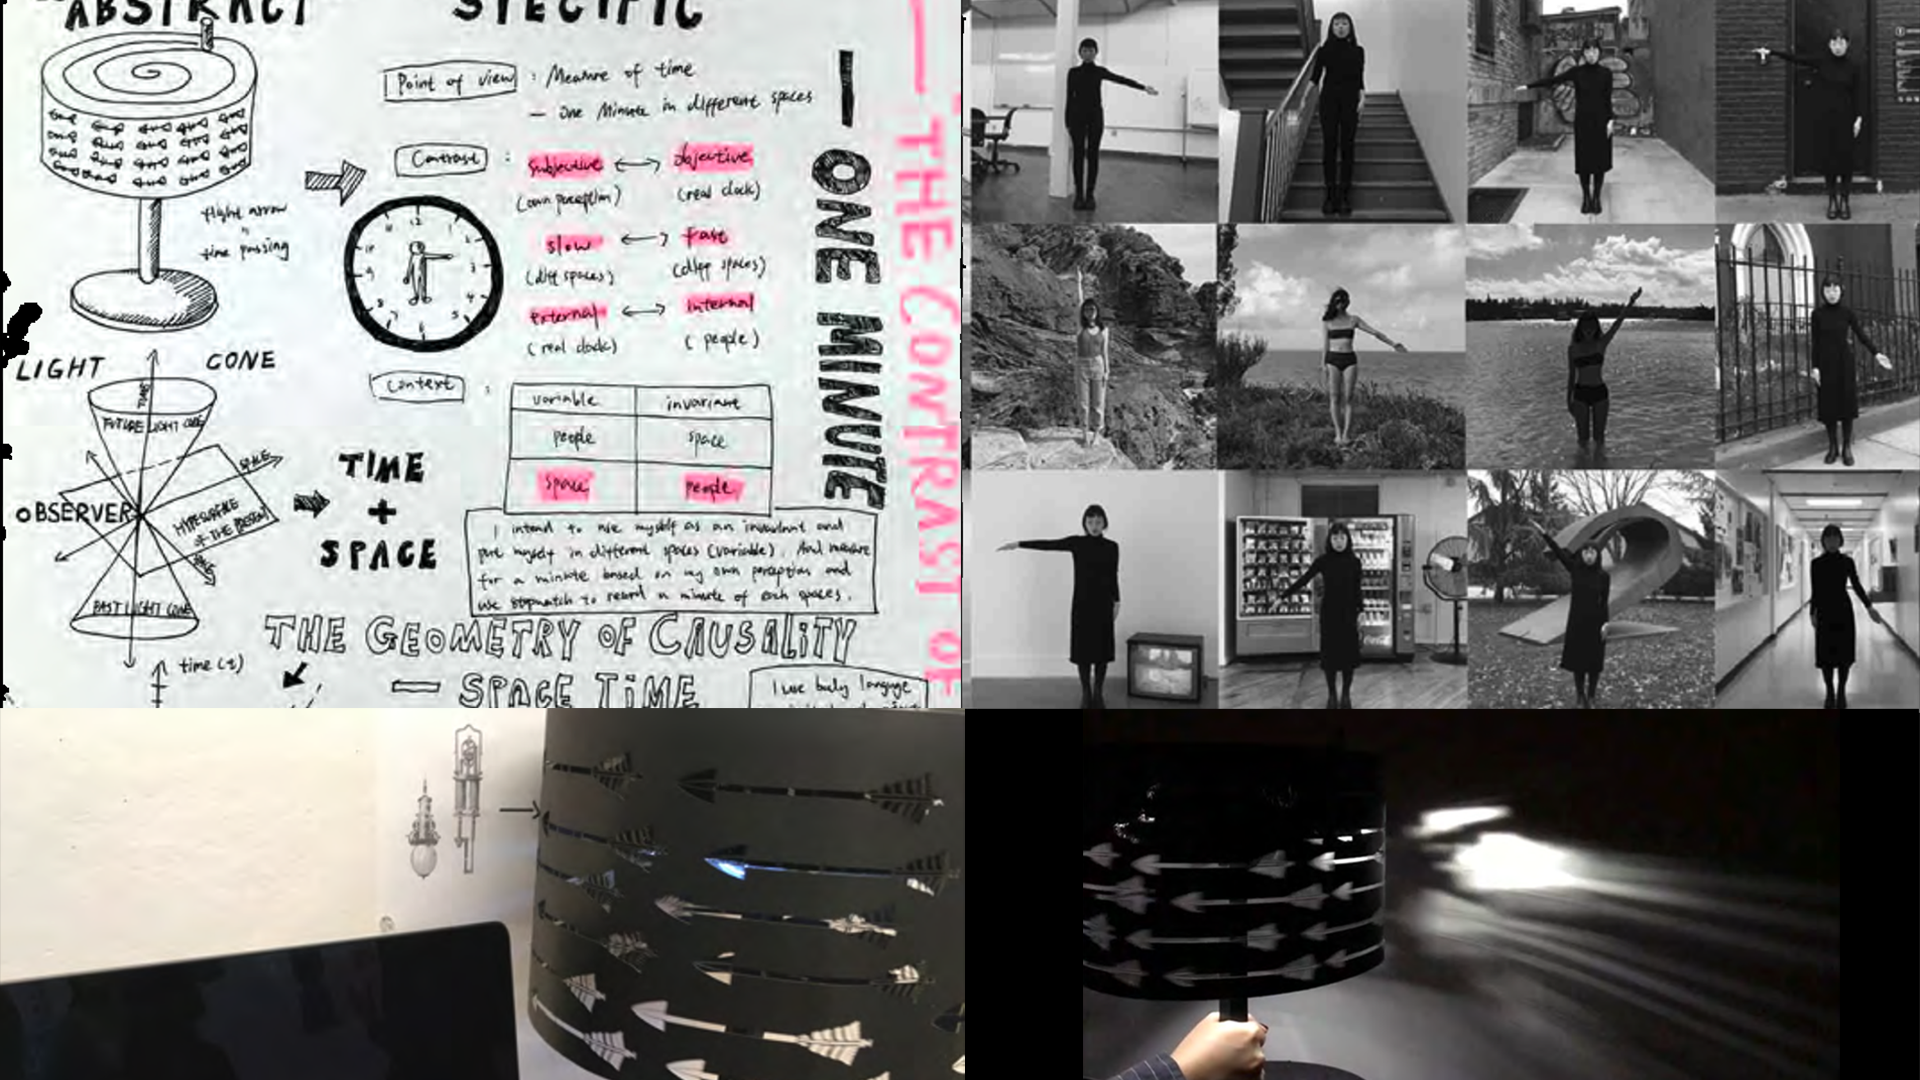 ABSTRACT
SPECIFIC
Point of view : Measure of time
— One Minute in different spaces
Contrast : subjective ⟷ objective
(own perception) (real clock)
slow ⟷ fast
(diff spaces) (diff spaces)
external ⟷ internal
(real clock) (people)
flight arrow
=
time passing
12
Context :
variable invariant
people space
space people
I intend to use myself as an invariant and
put myself in different spaces (variable). And measure
for a minute based on my own perception and
use stopwatch to record a minute of each spaces.
— ONE MINUTE
— THE CONTRAST OF
LIGHT CONE
TIME
FUTURE LIGHT CONE
SPACE
OBSERVER
HYPERSURFACE
OF THE PRESENT
SPACE
PAST LIGHT CONE
TIME
+
SPACE
THE GEOMETRY OF CAUSALITY
— SPACE TIME
time (t)
I use body language